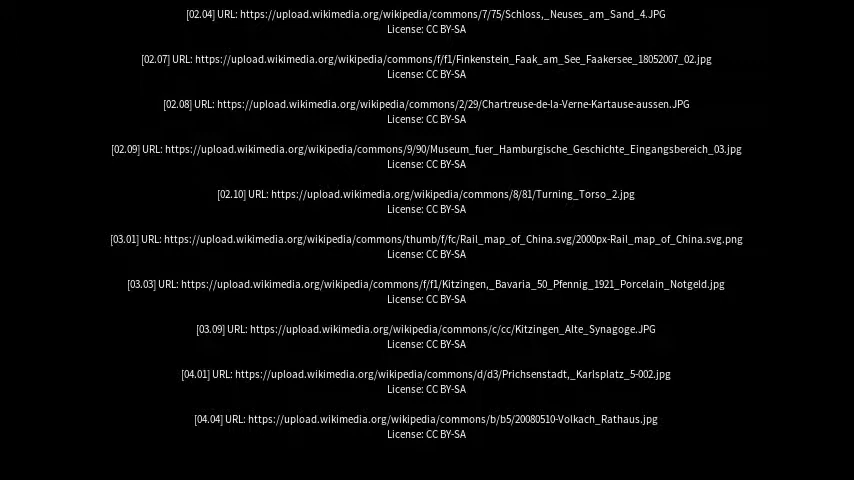 [02.04] URL: https://upload.wikimedia.org/wikipedia/commons/7/75/Schloss,_Neuses_am_Sand_4.JPG
License: CC BY-SA
[02.07] URL: https://upload.wikimedia.org/wikipedia/commons/f/f1/Finkenstein_Faak_am_See_Faakersee_18052007_02.jpg
License: CC BY-SA
[02.08] URL: https://upload.wikimedia.org/wikipedia/commons/2/29/Chartreuse-de-la-Verne-Kartause-aussen.JPG
License: CC BY-SA
[02.09] URL: https://upload.wikimedia.org/wikipedia/commons/9/90/Museum_fuer_Hamburgische_Geschichte_Eingangsbereich_03.jpg
License: CC BY-SA
[02.10] URL: https://upload.wikimedia.org/wikipedia/commons/8/81/Turning_Torso_2.jpg
License: CC BY-SA
[03.01] URL: https://upload.wikimedia.org/wikipedia/commons/thumb/f/fc/Rail_map_of_China.svg/2000px-Rail_map_of_China.svg.png
License: CC BY-SA
[03.03] URL: https://upload.wikimedia.org/wikipedia/commons/f/f1/Kitzingen,_Bavaria_50_Pfennig_1921_Porcelain_Notgeld.jpg
License: CC BY-SA
[03.09] URL: https://upload.wikimedia.org/wikipedia/commons/c/cc/Kitzingen_Alte_Synagoge.JPG
License: CC BY-SA
[04.01] URL: https://upload.wikimedia.org/wikipedia/commons/d/d3/Prichsenstadt,_Karlsplatz_5-002.jpg
License: CC BY-SA
[04.04] URL: https://upload.wikimedia.org/wikipedia/commons/b/b5/20080510-Volkach_Rathaus.jpg
License: CC BY-SA